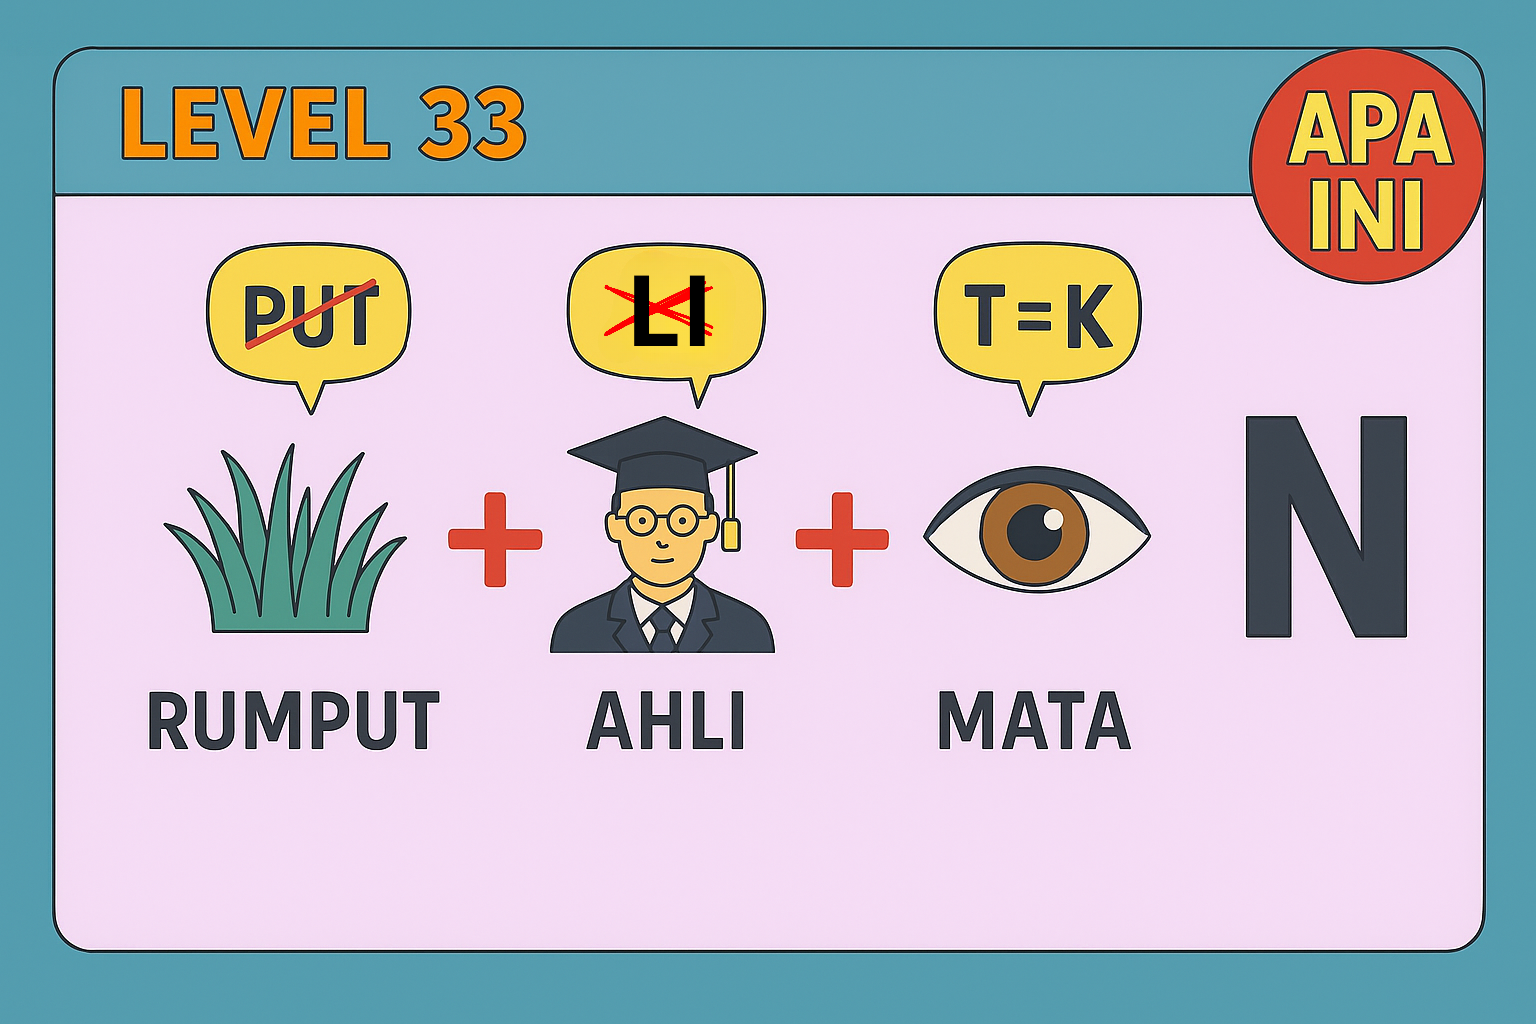 LEVEL 33
APA
INI
PUT
LI
T=K
N
RUMPUT
AHLI
MATA